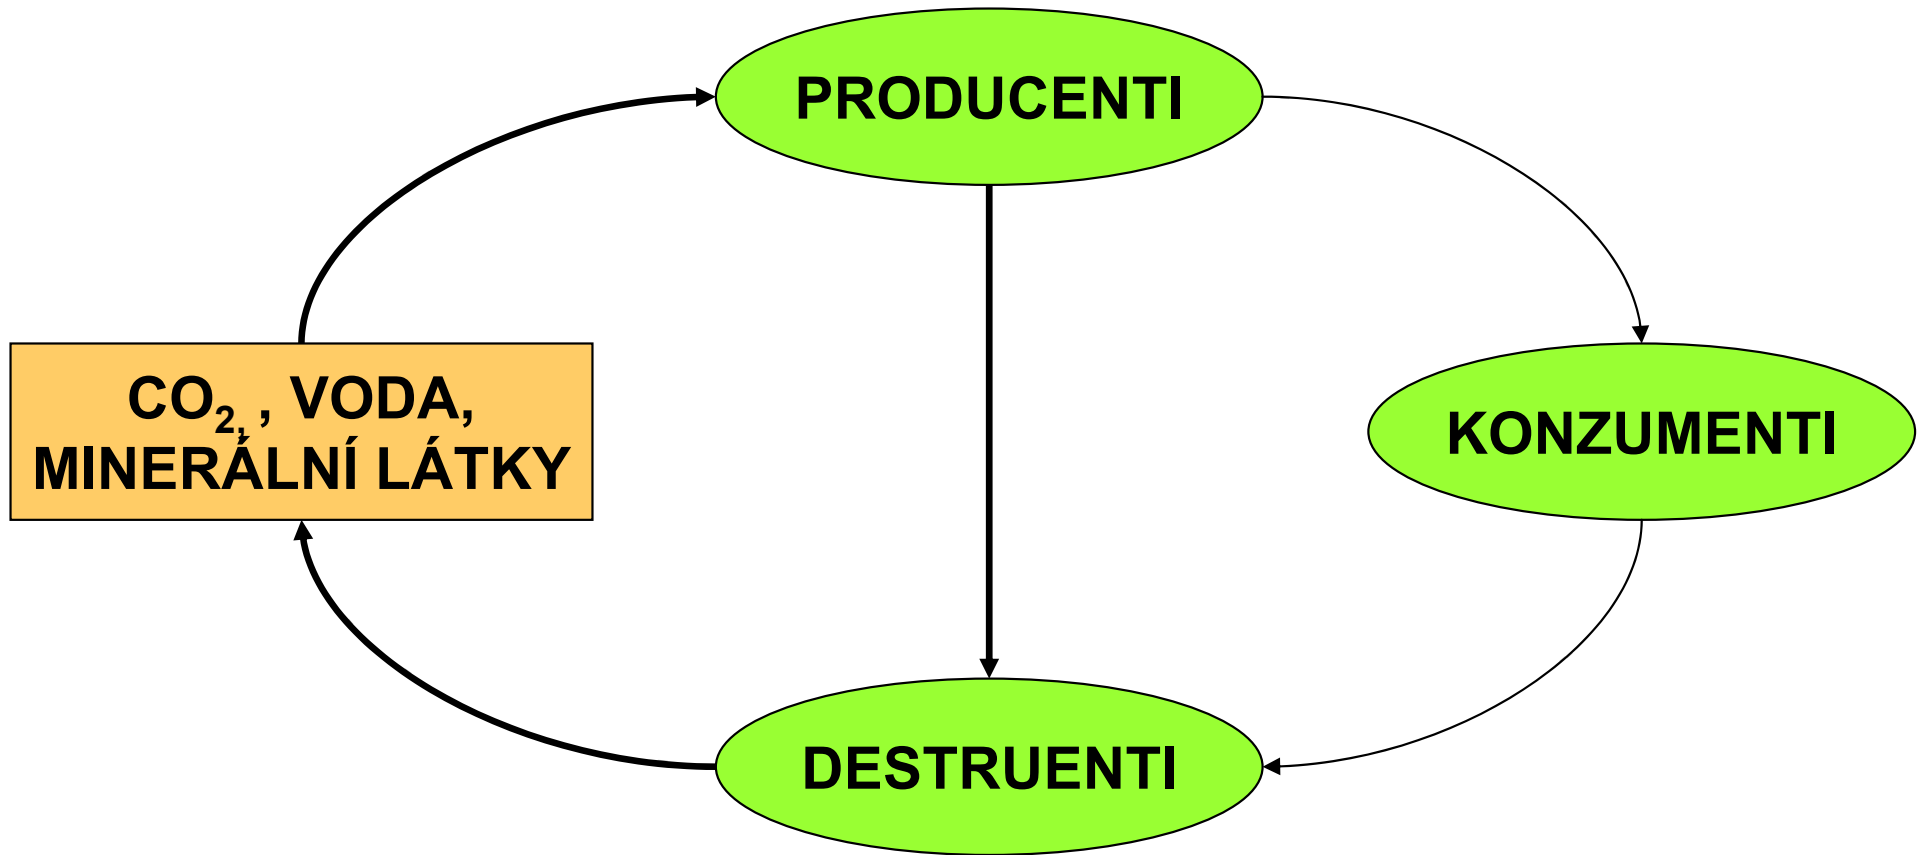 PRODUCENTI
CO₂, , VODA,
MINERÁLNÍ LÁTKY
KONZUMENTI
DESTRUENTI